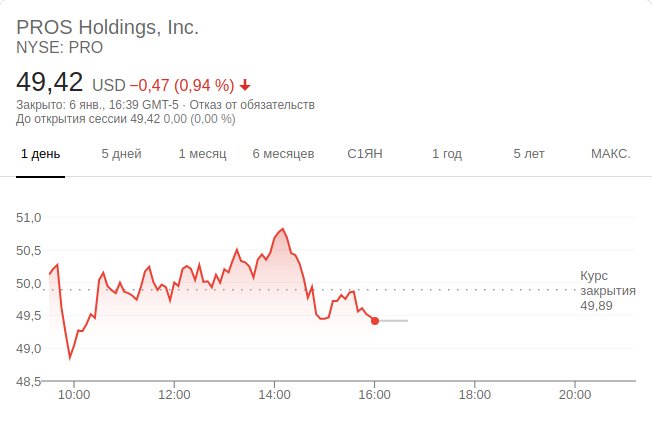 PROS Holdings, Inc.
NYSE: PRO
49,42 USD −0,47 (0,94 %)
Закрыто: 6 янв., 16:39 GMT-5 · Отказ от обязательств
До открытия сессии 49,42 0,00 (0,00 %)
1 день 5 дней 1 месяц 6 месяцев С1ЯН 1 год 5 лет МАКС.
51,0
50,5
50,0
49,5
49,0
48,5
Курс
закрытия
49,89
10:00 12:00 14:00 16:00 18:00 20:00